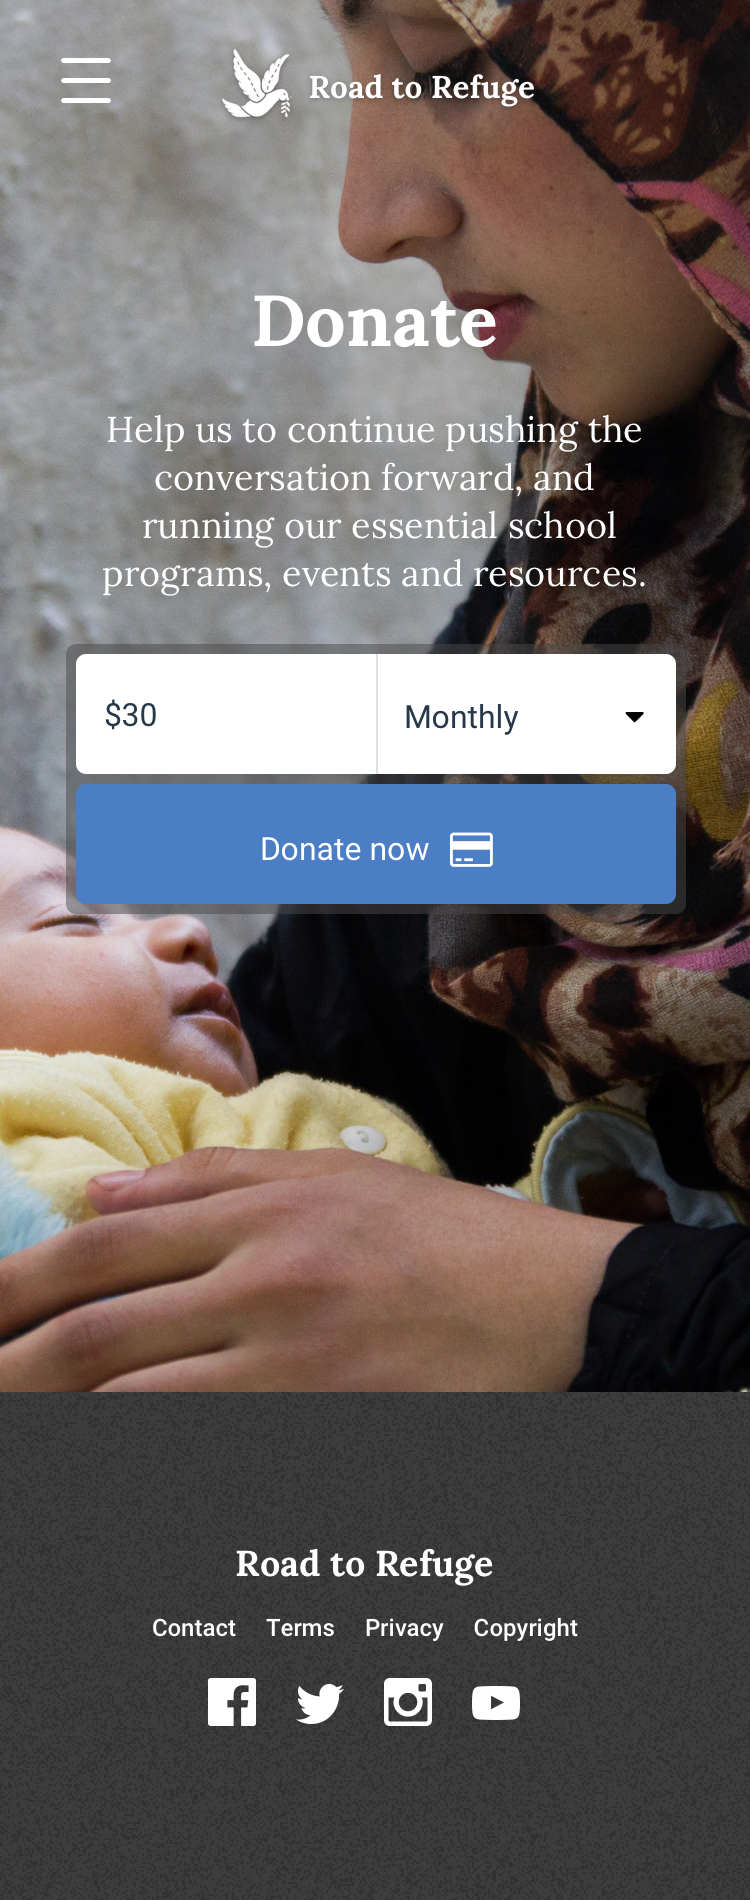 Road to Refuge
Donate
Help us to continue pushing the
conversation forward, and
running our essential school
programs, events and resources.
$30
Monthly
Donate now
Road to Refuge
Contact Terms Privacy Copyright